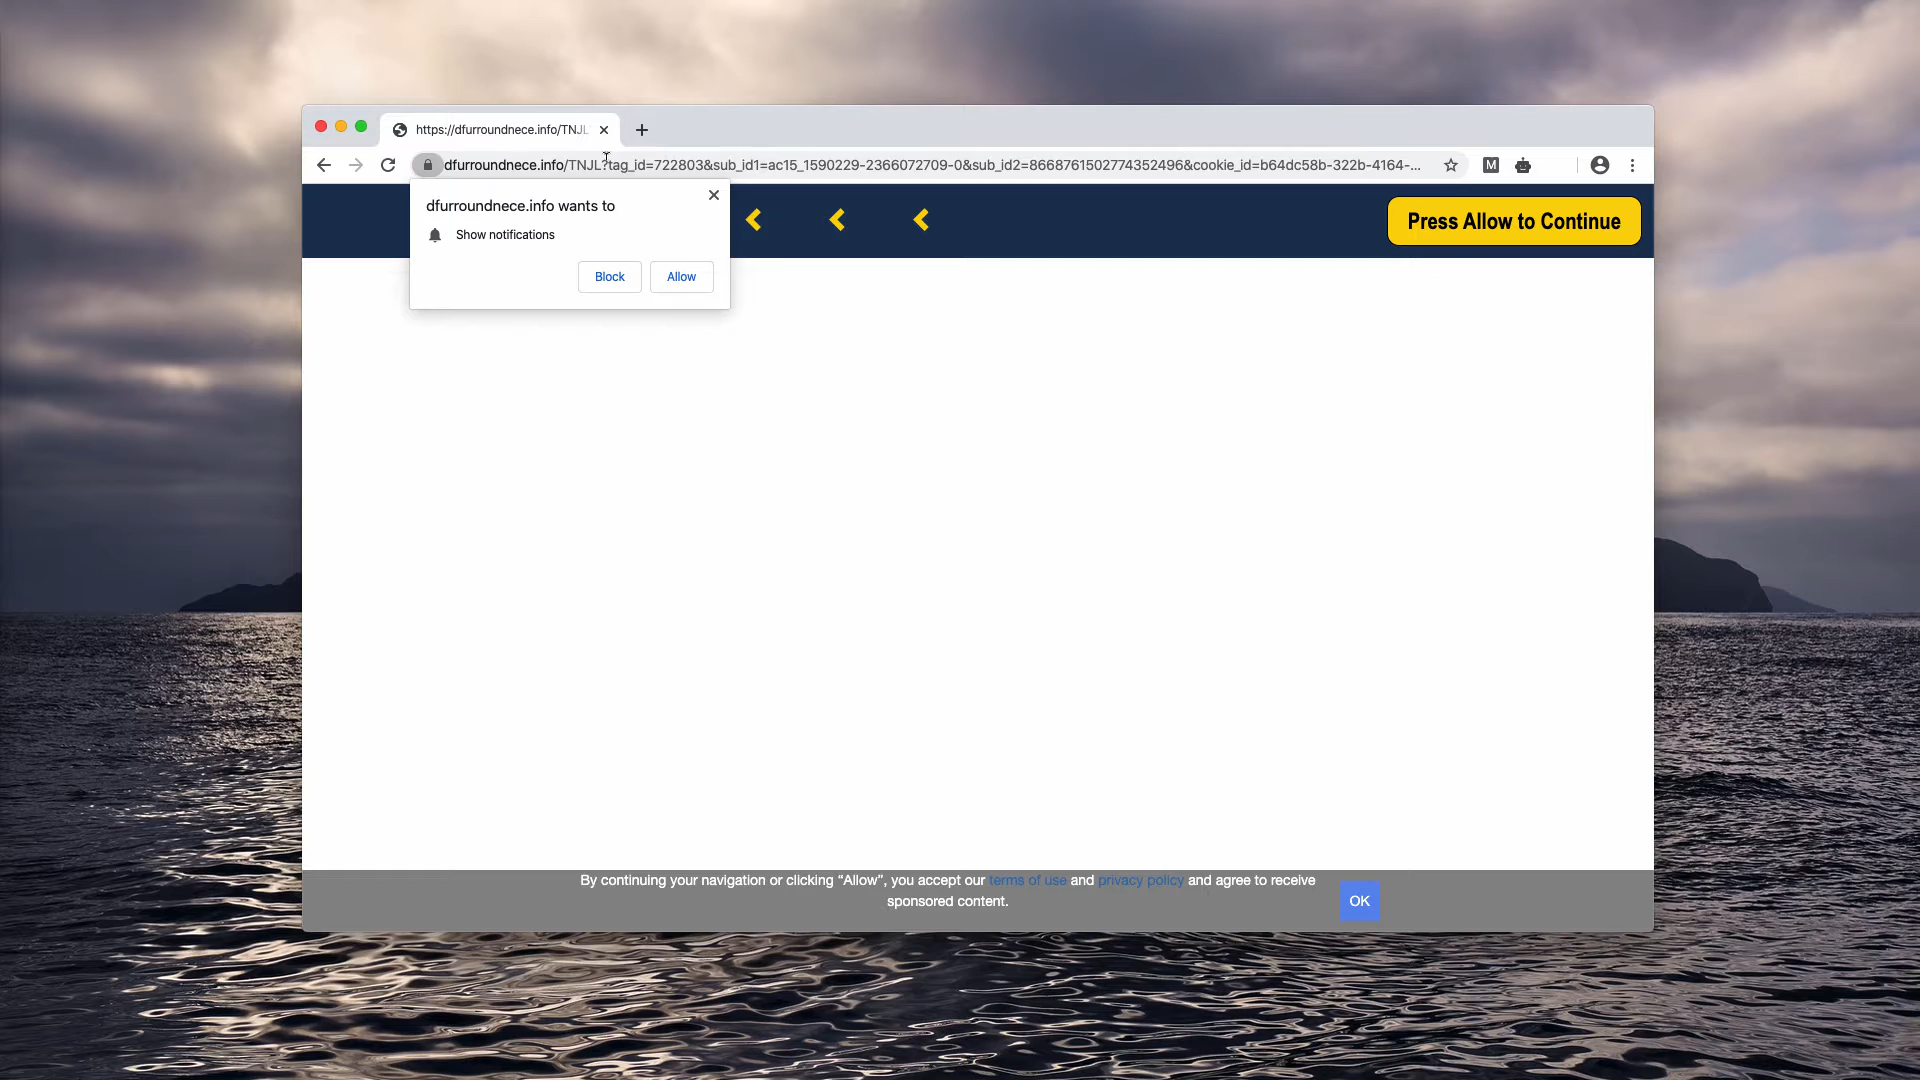 https://dfurroundnece.info/TNJL
dfurroundnece.info/TNJL?tag_id=722803&sub_id1=ac15_1590229-2366072709-0&sub_id2=8668761502774352496&cookie_id=b64dc58b-322b-4164-...
M
dfurroundnece.info wants to
Show notifications
Block
Allow
Press Allow to Continue
By continuing your navigation or clicking “Allow”, you accept our terms of use and privacy policy and agree to receive
sponsored content.
OK